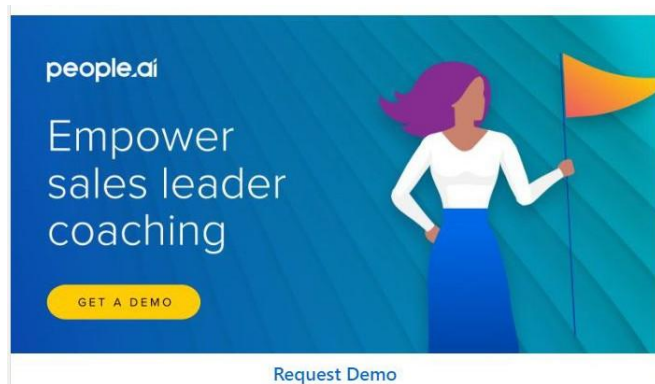 people.ai
Empower
sales leader
coaching
GET A DEMO
Request Demo